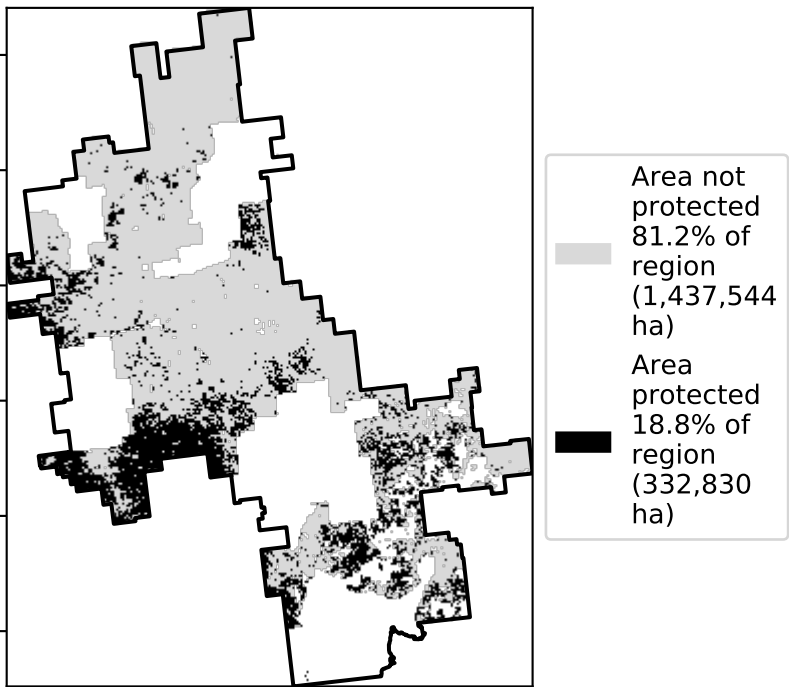 Area not
protected
81.2% of
region
(1,437,544
ha)
Area
protected
18.8% of
region
(332,830
ha)